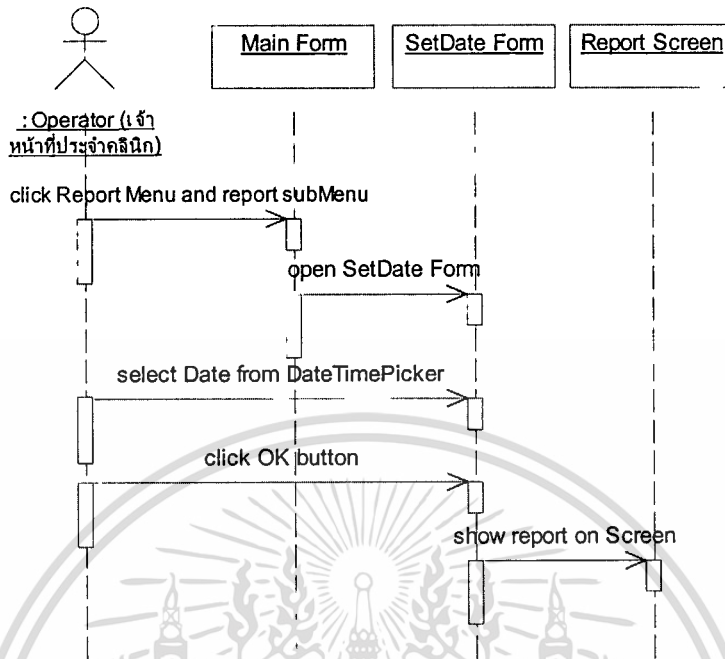 Main Form
SetDate Form
Report Screen
: Operator (เจ้า
หน้าที่ประจำคลินิก)
click Report Menu and report subMenu
open SetDate Form
select Date from DateTimePicker
click OK button
show report on Screen